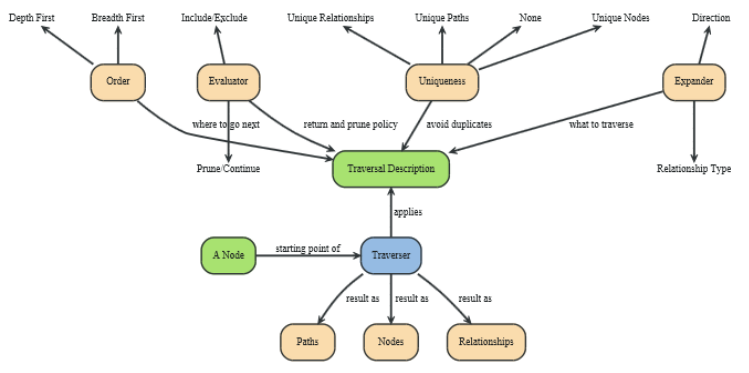 Depth First
Breadth First
Include/Exclude
Unique Relationships
Unique Paths
None
Unique Nodes
Direction
Order
Evaluator
Uniqueness
Expander
where to go next
return and prune policy
avoid duplicates
what to traverse
Prune/Continue
Traversal Description
Relationship Type
applies
A Node
starting point of
Traverser
result as
result as
result as
Paths
Nodes
Relationships